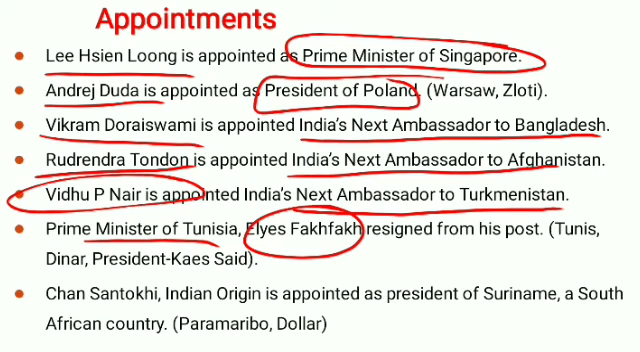 Appointments
Lee Hsien Loong is appointed as Prime Minister of Singapore.
Andrej Duda is appointed as President of Poland. (Warsaw, Zloti).
Vikram Doraiswami is appointed India's Next Ambassador to Bangladesh.
Rudrendra Tondon is appointed India's Next Ambassador to Afghanistan.
Vidhu P Nair is appointed India's Next Ambassador to Turkmenistan.
Prime Minister of Tunisia, Elyes Fakhfakh resigned from his post. (Tunis,
Dinar, President-Kaes Said).
Chan Santokhi, Indian Origin is appointed as president of Suriname, a South
African country. (Paramaribo, Dollar)